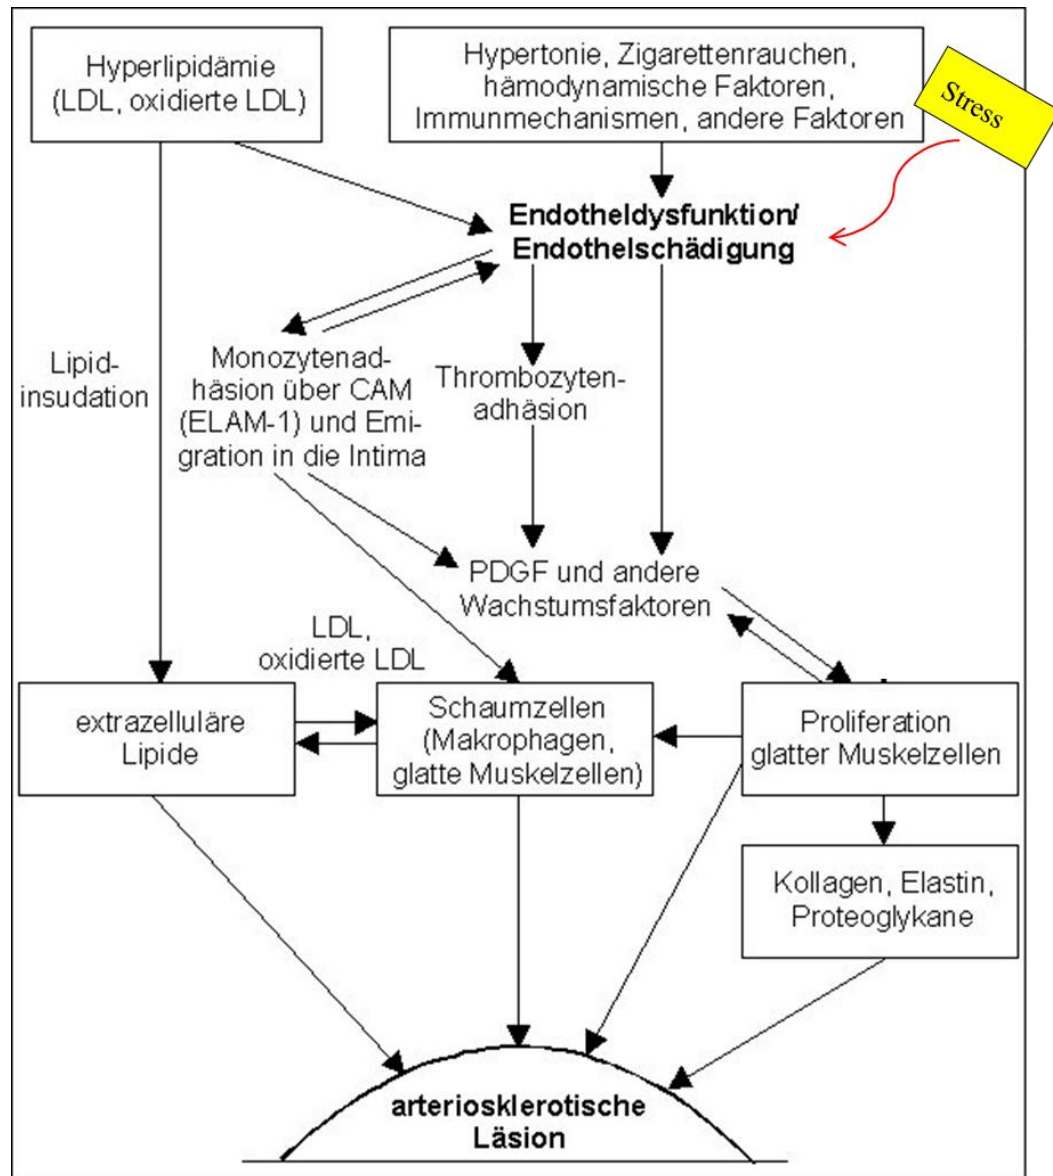 Hyperlipidämie
(LDL, oxidierte LDL)
Hypertonie, Zigarettenrauchen,
hämodynamische Faktoren,
Immunmechanismen, andere Faktoren
Stress
Endotheldysfunktion/
Endothelschädigung
Lipid-
insudation
Monozytenad-
häsion über CAM
(ELAM-1) und Emi-
gration in die Intima
Thrombozyten-
adhäsion
PDGF und andere
Wachstumsfaktoren
LDL,
oxidierte LDL
extrazelluläre
Lipide
Schaumzellen
(Makrophagen,
glatte Muskelzellen)
Proliferation
glatter Muskelzellen
Kollagen, Elastin,
Proteoglykane
arteriosklerotische
Läsion